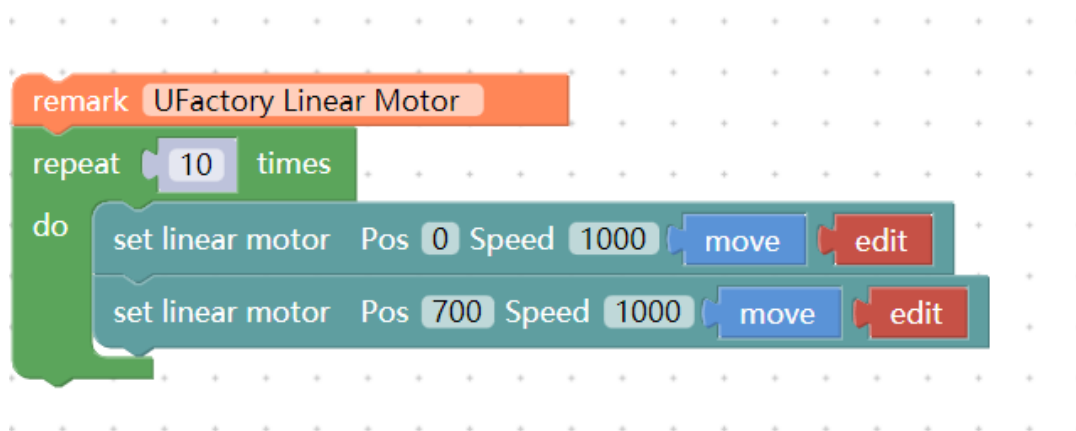 remark UFactory Linear Motor
repeat 10 times
do
set linear motor Pos 0 Speed 1000 move edit
set linear motor Pos 700 Speed 1000 move edit